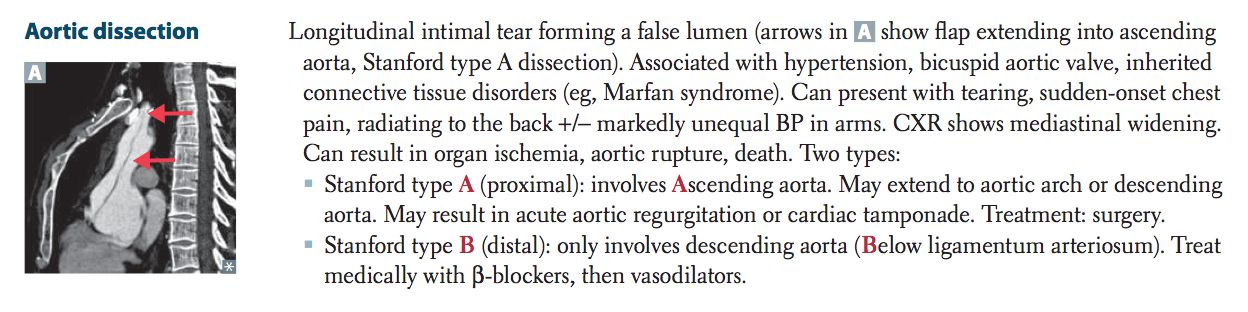 Aortic dissection
A
*
Longitudinal intimal tear forming a false lumen (arrows in A show flap extending into ascending
aorta, Stanford type A dissection). Associated with hypertension, bicuspid aortic valve, inherited
connective tissue disorders (eg, Marfan syndrome). Can present with tearing, sudden-onset chest
pain, radiating to the back +/− markedly unequal BP in arms. CXR shows mediastinal widening.
Can result in organ ischemia, aortic rupture, death. Two types:
▪ Stanford type A (proximal): involves Ascending aorta. May extend to aortic arch or descending
aorta. May result in acute aortic regurgitation or cardiac tamponade. Treatment: surgery.
▪ Stanford type B (distal): only involves descending aorta (Below ligamentum arteriosum). Treat
medically with β-blockers, then vasodilators.